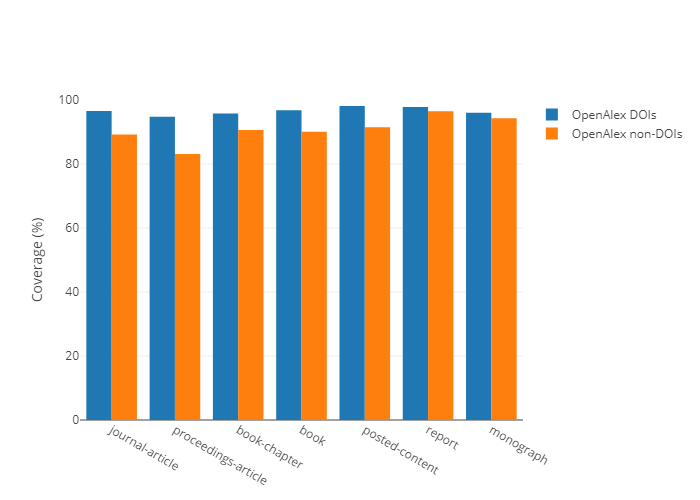 100
80
60
40
20
0
Coverage (%)
journal-article
proceedings-article
book-chapter
book
posted-content
report
monograph
OpenAlex DOIs
OpenAlex non-DOIs